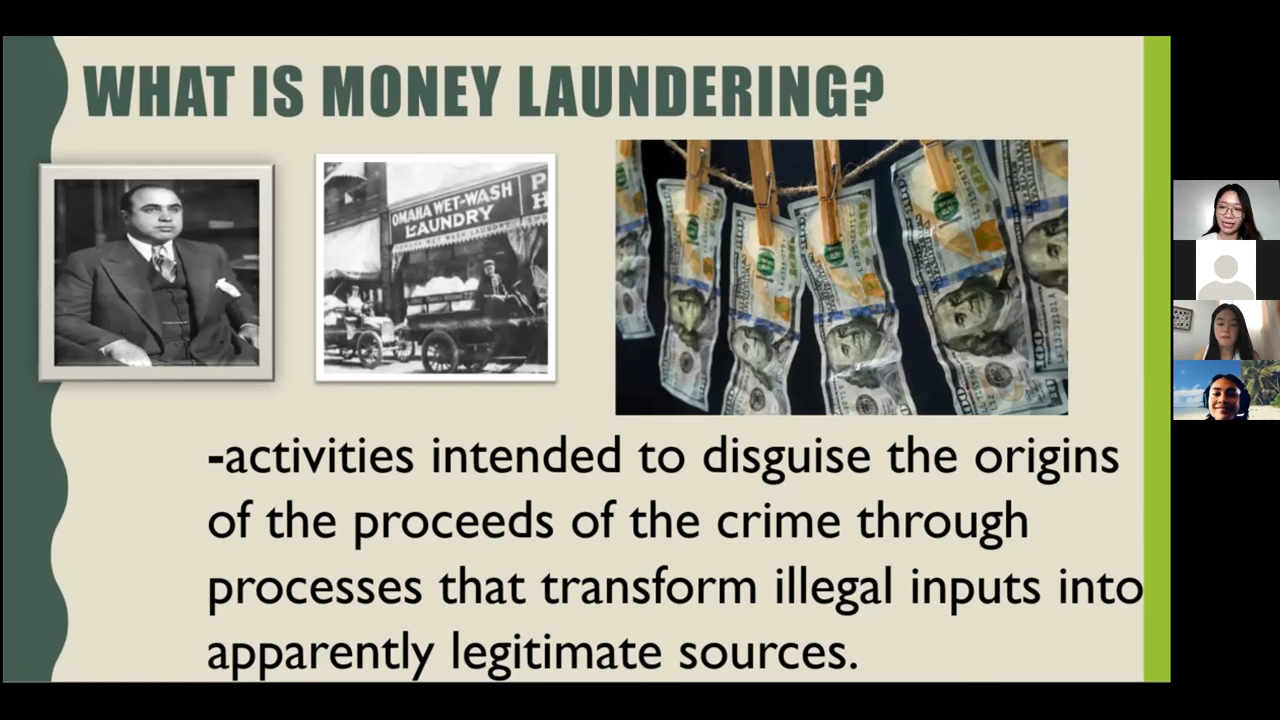 WHAT IS MONEY LAUNDERING?
OMAHA WET-WASH
LAUNDRY
-activities intended to disguise the origins
of the proceeds of the crime through
processes that transform illegal inputs into
apparently legitimate sources.